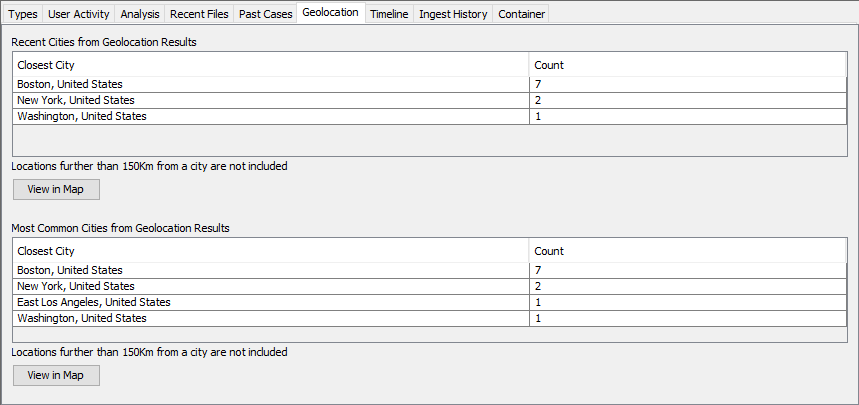 Types User Activity Analysis Recent Files Past Cases Geolocation Timeline Ingest History Container
Recent Cities from Geolocation Results
Closest City Count
Boston, United States 7
New York, United States 2
Washington, United States 1
Locations further than 150Km from a city are not included
View in Map
Most Common Cities from Geolocation Results
Closest City Count
Boston, United States 7
New York, United States 2
East Los Angeles, United States 1
Washington, United States 1
Locations further than 150Km from a city are not included
View in Map